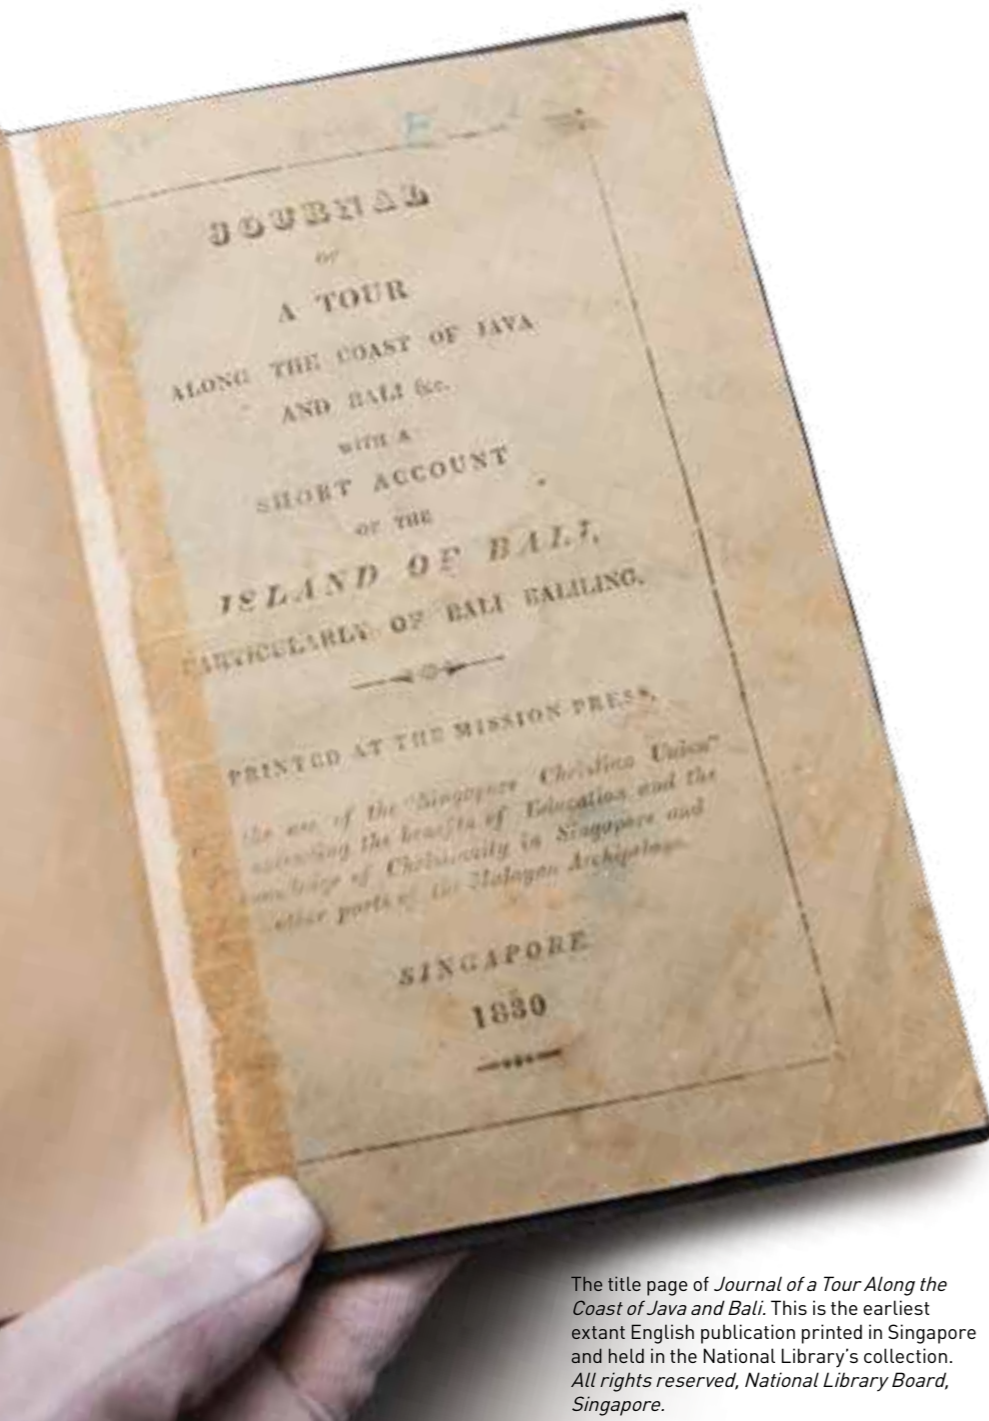 JOURNAL
OF
A TOUR
ALONG THE COAST OF JAVA
AND BALI &c.
WITH A
SHORT ACCOUNT
OF THE
ISLAND OF BALI,
PARTICULARLY OF BALI BALILING.
PRINTED AT THE MISSION PRESS,
the use of the "Singapore Christian Union"
extending the benefits of Education and the
knowledge of Christianity in Singapore and
other parts of the Malayan Archipelago.
SINGAPORE
1830
The title page of Journal of a Tour Along the
Coast of Java and Bali. This is the earliest
extant English publication printed in Singapore
and held in the National Library's collection.
All rights reserved, National Library Board,
Singapore.